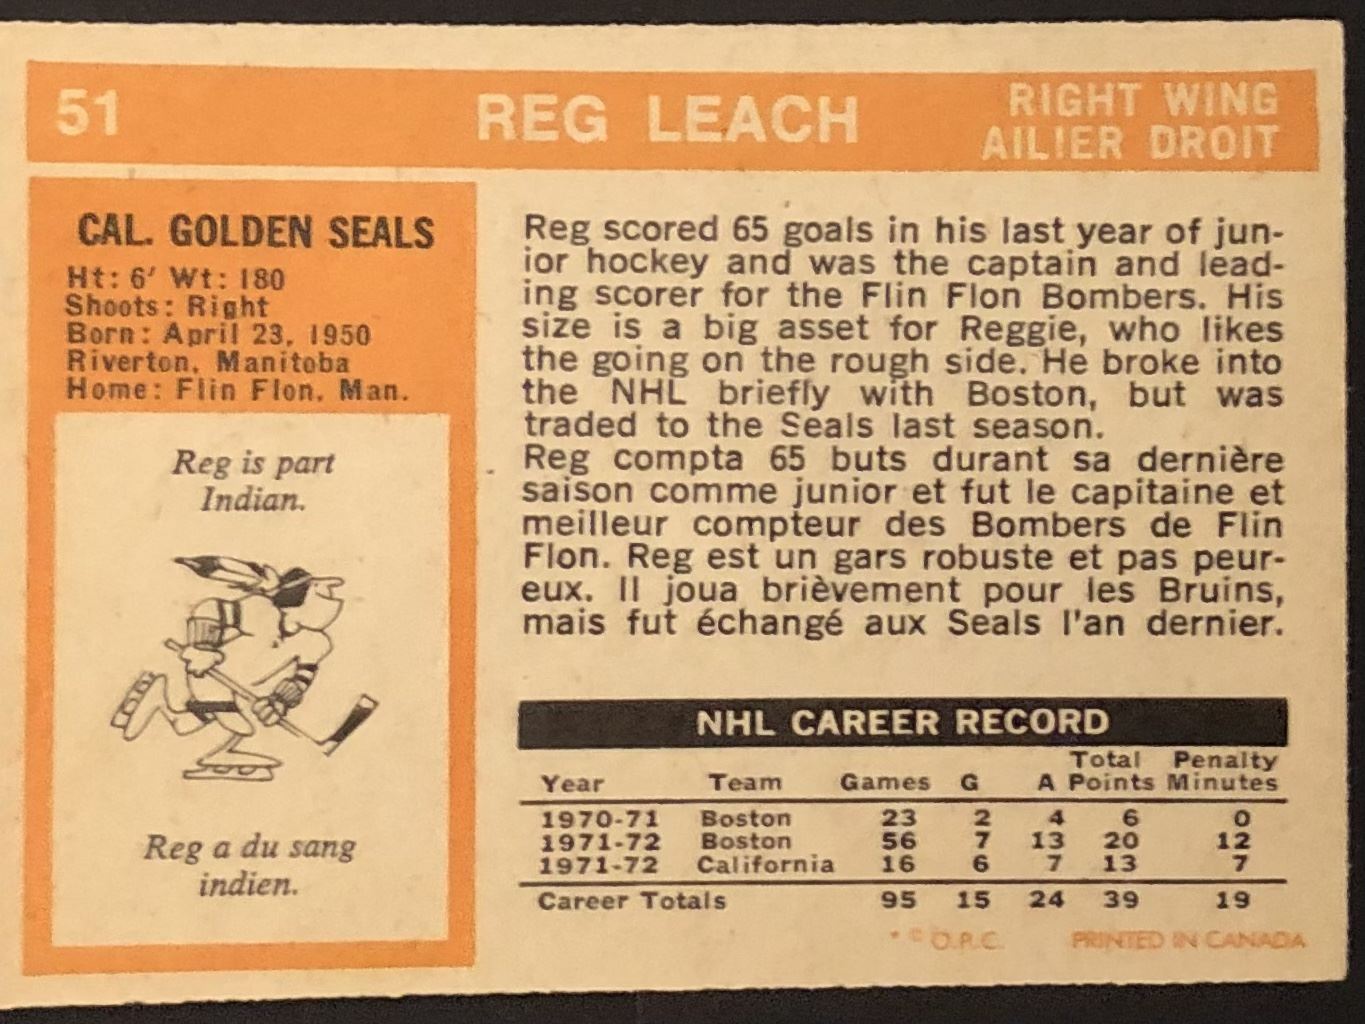 51 REG LEACH RIGHT WING
AILIER DROIT
CAL. GOLDEN SEALS
Ht: 6' Wt: 180
Shoots: Right
Born: April 23, 1950
Riverton, Manitoba
Home: Flin Flon, Man.
Reg is part
Indian.
Reg a du sang
indien.
Reg scored 65 goals in his last year of jun-
ior hockey and was the captain and lead-
ing scorer for the Flin Flon Bombers. His
size is a big asset for Reggie, who likes
the going on the rough side. He broke into
the NHL briefly with Boston, but was
traded to the Seals last season.
Reg compta 65 buts durant sa dernière
saison comme junior et fut le capitaine et
meilleur compteur des Bombers de Flin
Flon. Reg est un gars robuste et pas peur-
eux. Il joua brièvement pour les Bruins,
mais fut échangé aux Seals l'an dernier.
NHL CAREER RECORD
Year Team Games G A Total Points Penalty Minutes
1970-71 Boston 23 2 4 6 0
1971-72 Boston 56 7 13 20 12
1971-72 California 16 6 7 13 7
Career Totals 95 15 24 39 19
* © O.P.C. PRINTED IN CANADA